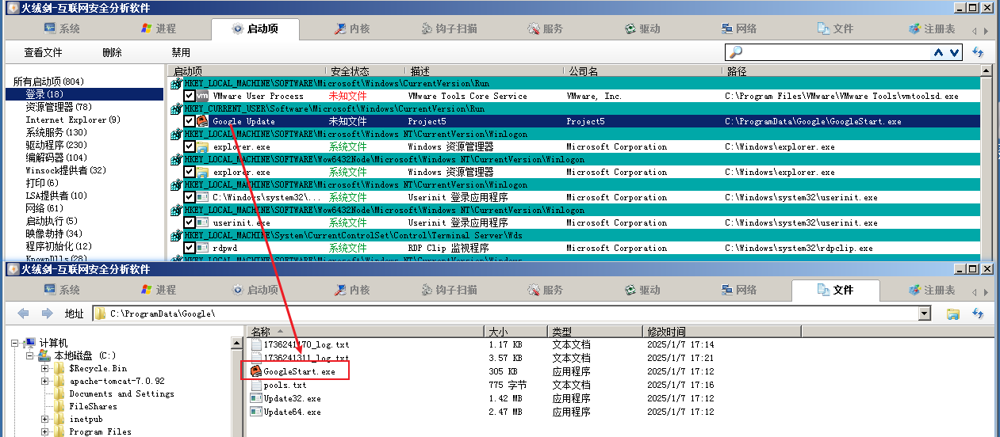 火绒剑-互联网安全分析软件
系统 进程 启动项 内核 钩子扫描 服务 驱动 网络 文件 注册表
查看文件 删除 禁用
启动项 安全状态 描述 公司名 路径
所有启动项(804)
登录(18)
资源管理器(78)
Internet Explorer(9)
系统服务(130)
驱动程序(230)
编解码器(104)
Winsock提供者(32)
打印(6)
LSA提供者(10)
网络(61)
启动执行(5)
映像劫持(34)
程序初始化(12)
KnownDlls(28)
HKEY_LOCAL_MACHINE\SOFTWARE\Microsoft\Windows\CurrentVersion\Run
vm VMware User Process 未知文件 VMware Tools Core Service VMware, Inc. C:\Program Files\VMware\VMware Tools\vmtoolsd.exe
HKEY_CURRENT_USER\Software\Microsoft\Windows\CurrentVersion\Run
Google Update 未知文件 Project5 Project5 C:\ProgramData\Google\GoogleStart.exe
HKEY_LOCAL_MACHINE\SOFTWARE\Microsoft\Windows NT\CurrentVersion\Winlogon
explorer.exe 系统文件 Windows 资源管理器 Microsoft Corporation C:\Windows\explorer.exe
HKEY_LOCAL_MACHINE\SOFTWARE\Wow6432Node\Microsoft\Windows NT\CurrentVersion\Winlogon
explorer.exe 系统文件 Windows 资源管理器 Microsoft Corporation C:\Windows\explorer.exe
HKEY_LOCAL_MACHINE\SOFTWARE\Microsoft\Windows NT\CurrentVersion\Winlogon
C:\Windows\system32\... 系统文件 Userinit 登录应用程序 Microsoft Corporation C:\Windows\system32\userinit.exe
HKEY_LOCAL_MACHINE\SOFTWARE\Wow6432Node\Microsoft\Windows NT\CurrentVersion\Winlogon
userinit.exe 系统文件 Userinit 登录应用程序 Microsoft Corporation C:\Windows\system32\userinit.exe
HKEY_LOCAL_MACHINE\System\CurrentControlSet\Control\Terminal Server\Wds
rdpwd 系统文件 RDP Clip 监视程序 Microsoft Corporation C:\Windows\system32\rdpclip.exe
HKEY_LOCAL_MACHINE\SOFTWARE\Microsoft\Windows NT\CurrentVersion\Windows
火绒剑-互联网安全分析软件
系统 进程 启动项 内核 钩子扫描 服务 驱动 网络 文件 注册表
地址 C:\ProgramData\Google\
计算机
本地磁盘 (C:)
$Recycle.Bin
apache-tomcat-7.0.92
Documents and Settings
FileShares
inetpub
Program Files
名称 大小 类型 修改时间
1736241170_log.txt 1.17 KB 文本文档 2025/1/7 17:14
1736241311_log.txt 3.57 KB 文本文档 2025/1/7 17:21
GoogleStart.exe 305 KB 应用程序 2025/1/7 17:12
pools.txt 775 字节 文本文档 2025/1/7 17:16
Update32.exe 1.42 MB 应用程序 2025/1/7 17:12
Update64.exe 2.47 MB 应用程序 2025/1/7 17:12